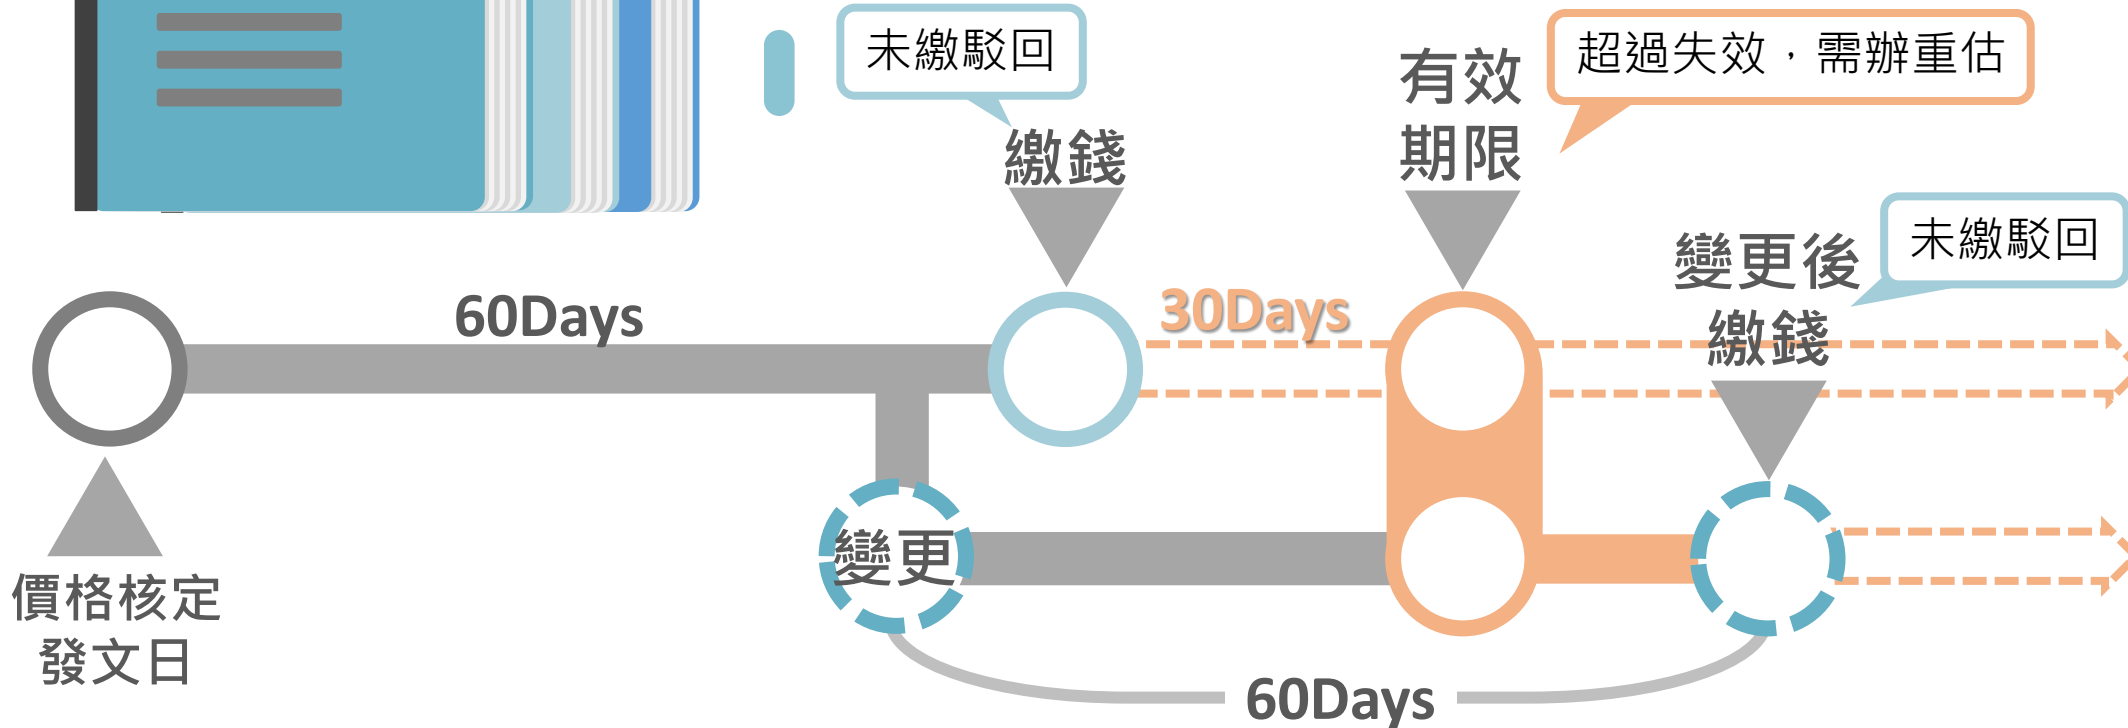 未繳駁回
繳錢
有效
期限
超過失效，需辦重估
變更後
繳錢
未繳駁回
60Days
30Days
變更
價格核定
發文日
60Days